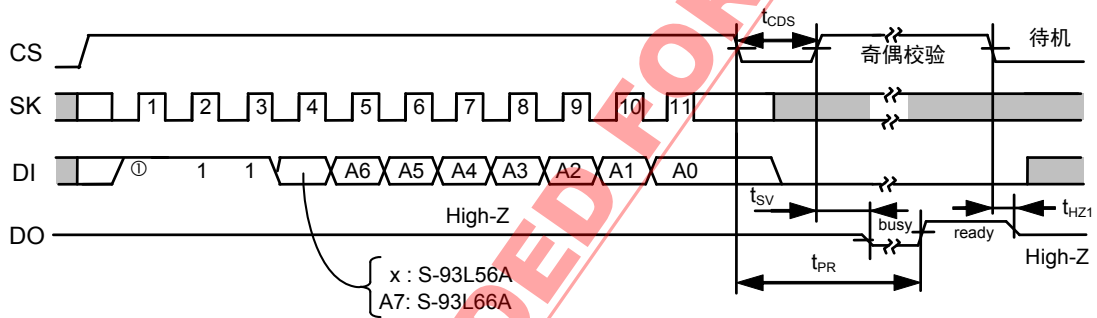 tCDS
CS
奇偶校验
待机
SK
1 2 3 4 5 6 7 8 9 10 11
DI
① 1 1 A6 A5 A4 A3 A2 A1 A0
tSV
tHZ1
High-Z
busy
ready
DO
High-Z
tPR
x : S-93L56A
A7: S-93L66A
DED FOR